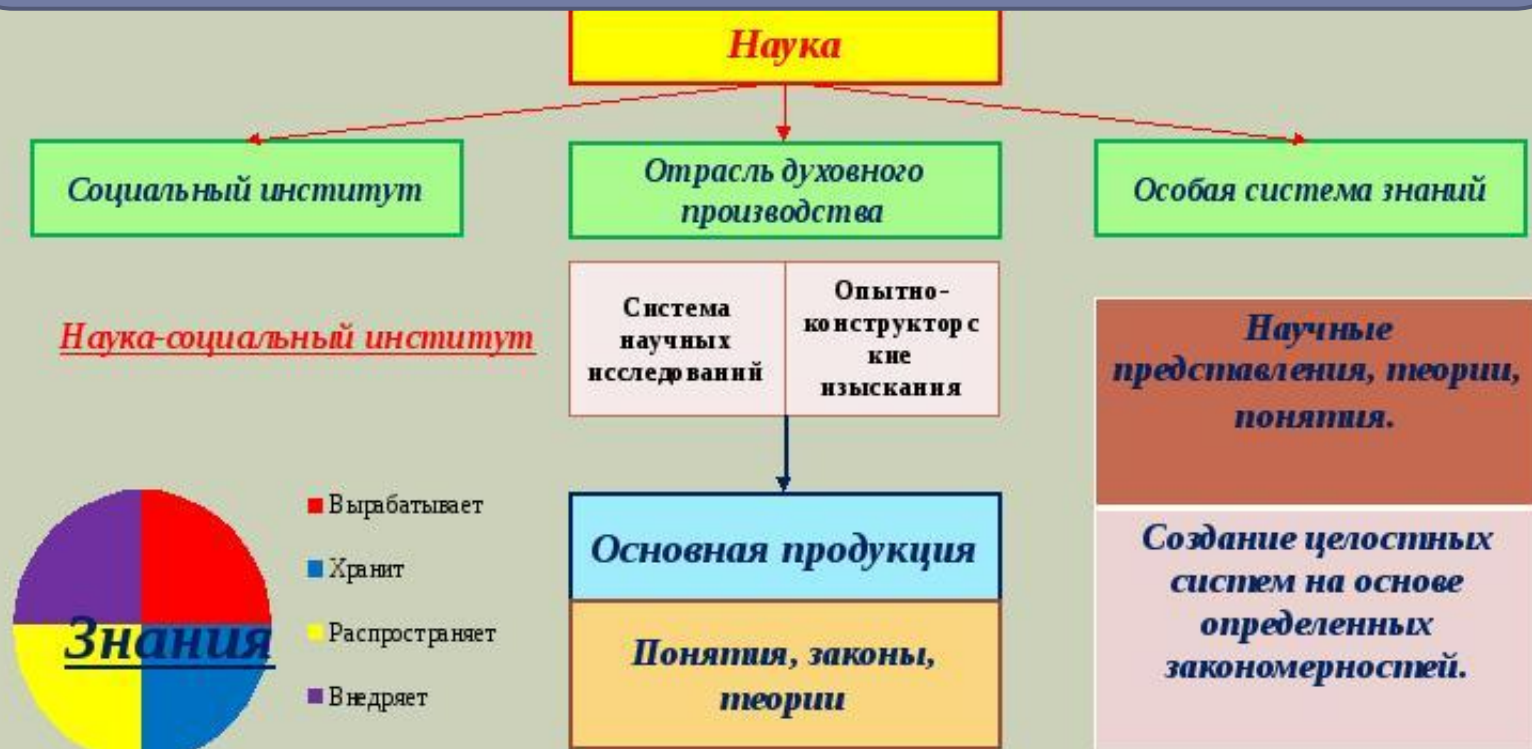 Наука
Социальный институт
Отрасль духовного
производства
Особая система знаний
Наука-социальный институт
Система
научных
исследований
Опытно-
конструкторс
кие
изыскания
Научные
представления, теории,
понятия.
Знания
Вырабатывает
Хранит
Распространяет
Внедряет
Основная продукция
Понятия, законы,
теории
Создание целостных
систем на основе
определенных
закономерностей.